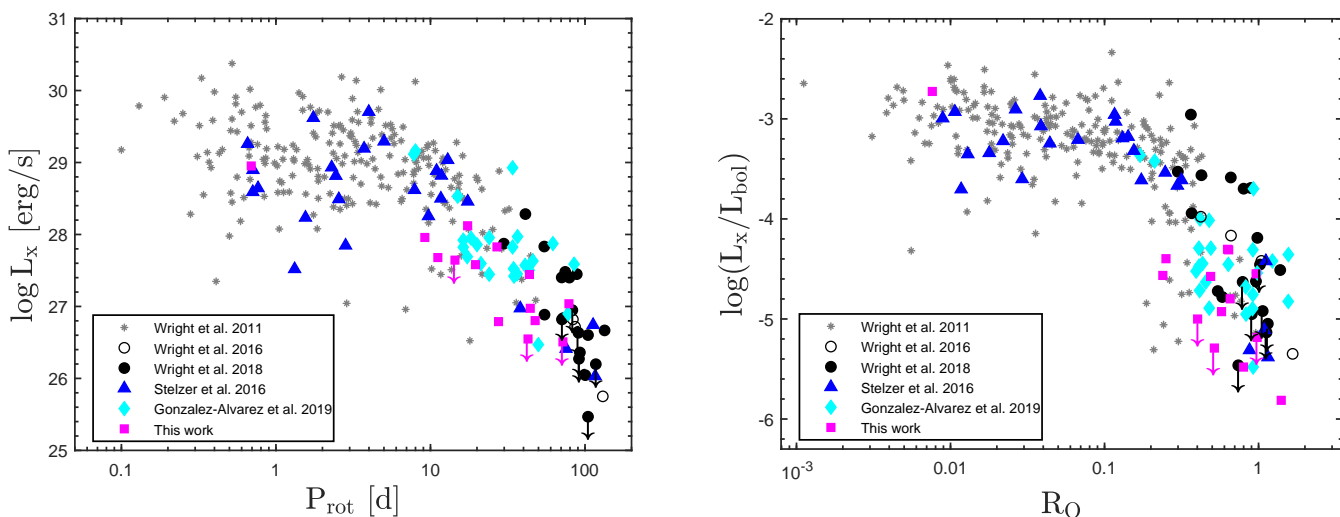 31
30
29
28
27
26
25
log L_x [erg/s]
Wright et al. 2011
Wright et al. 2016
Wright et al. 2018
Stelzer et al. 2016
Gonzalez-Alvarez et al. 2019
This work
0.1 1 10 100
P_rot [d]
-2
-3
-4
-5
-6
log(L_x/L_bol)
Wright et al. 2011
Wright et al. 2016
Wright et al. 2018
Stelzer et al. 2016
Gonzalez-Alvarez et al. 2019
This work
10^-3 0.01 0.1 1
R_O